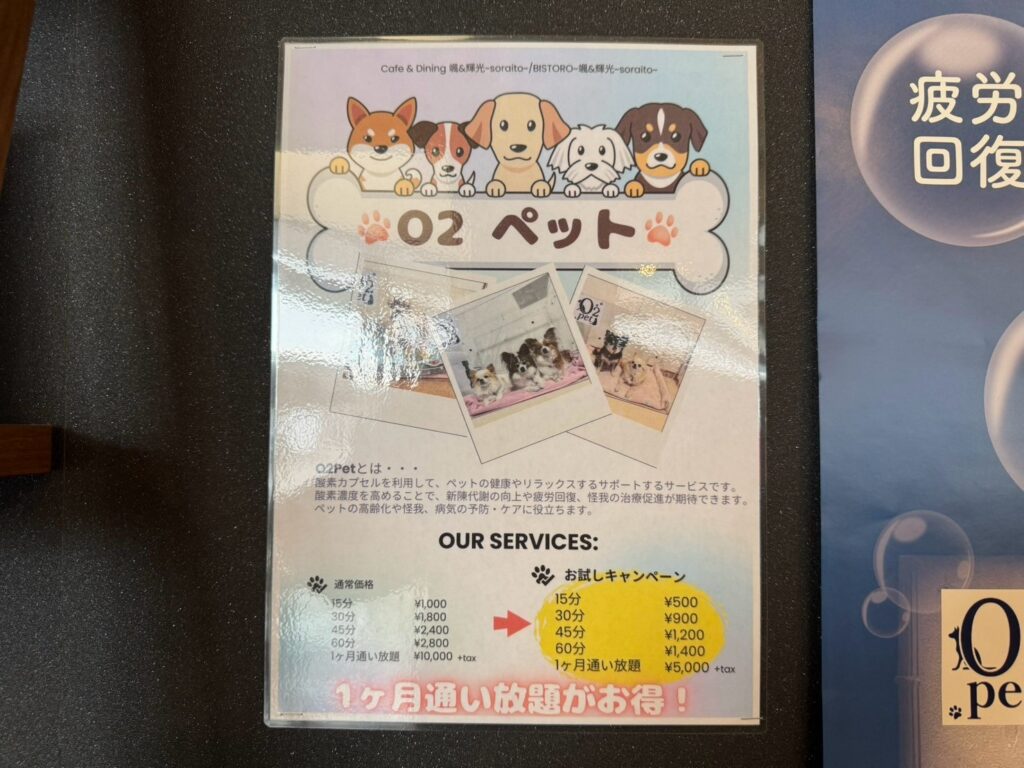 Cafe & Dining 颯&輝光~soraito~/BISTORO~颯&輝光~soraito~
O2 ペット
O2
pet
O2
pet
O2Petとは・・・
酸素カプセルを利用して、ペットの健康やリラックスするサポートするサービスです。
酸素濃度を高めることで、新陳代謝の向上や疲労回復、怪我の治療促進が期待できます。
ペットの高齢化や怪我、病気の予防・ケアに役立ちます。
OUR SERVICES:
通常価格
15分 ¥1,000
30分 ¥1,800
45分 ¥2,400
60分 ¥2,800
1ヶ月通い放題 ¥10,000 +tax
お試しキャンペーン
15分 ¥500
30分 ¥900
45分 ¥1,200
60分 ¥1,400
1ヶ月通い放題 ¥5,000 +tax
1ヶ月通い放題がお得！
疲労
回復
O
pe